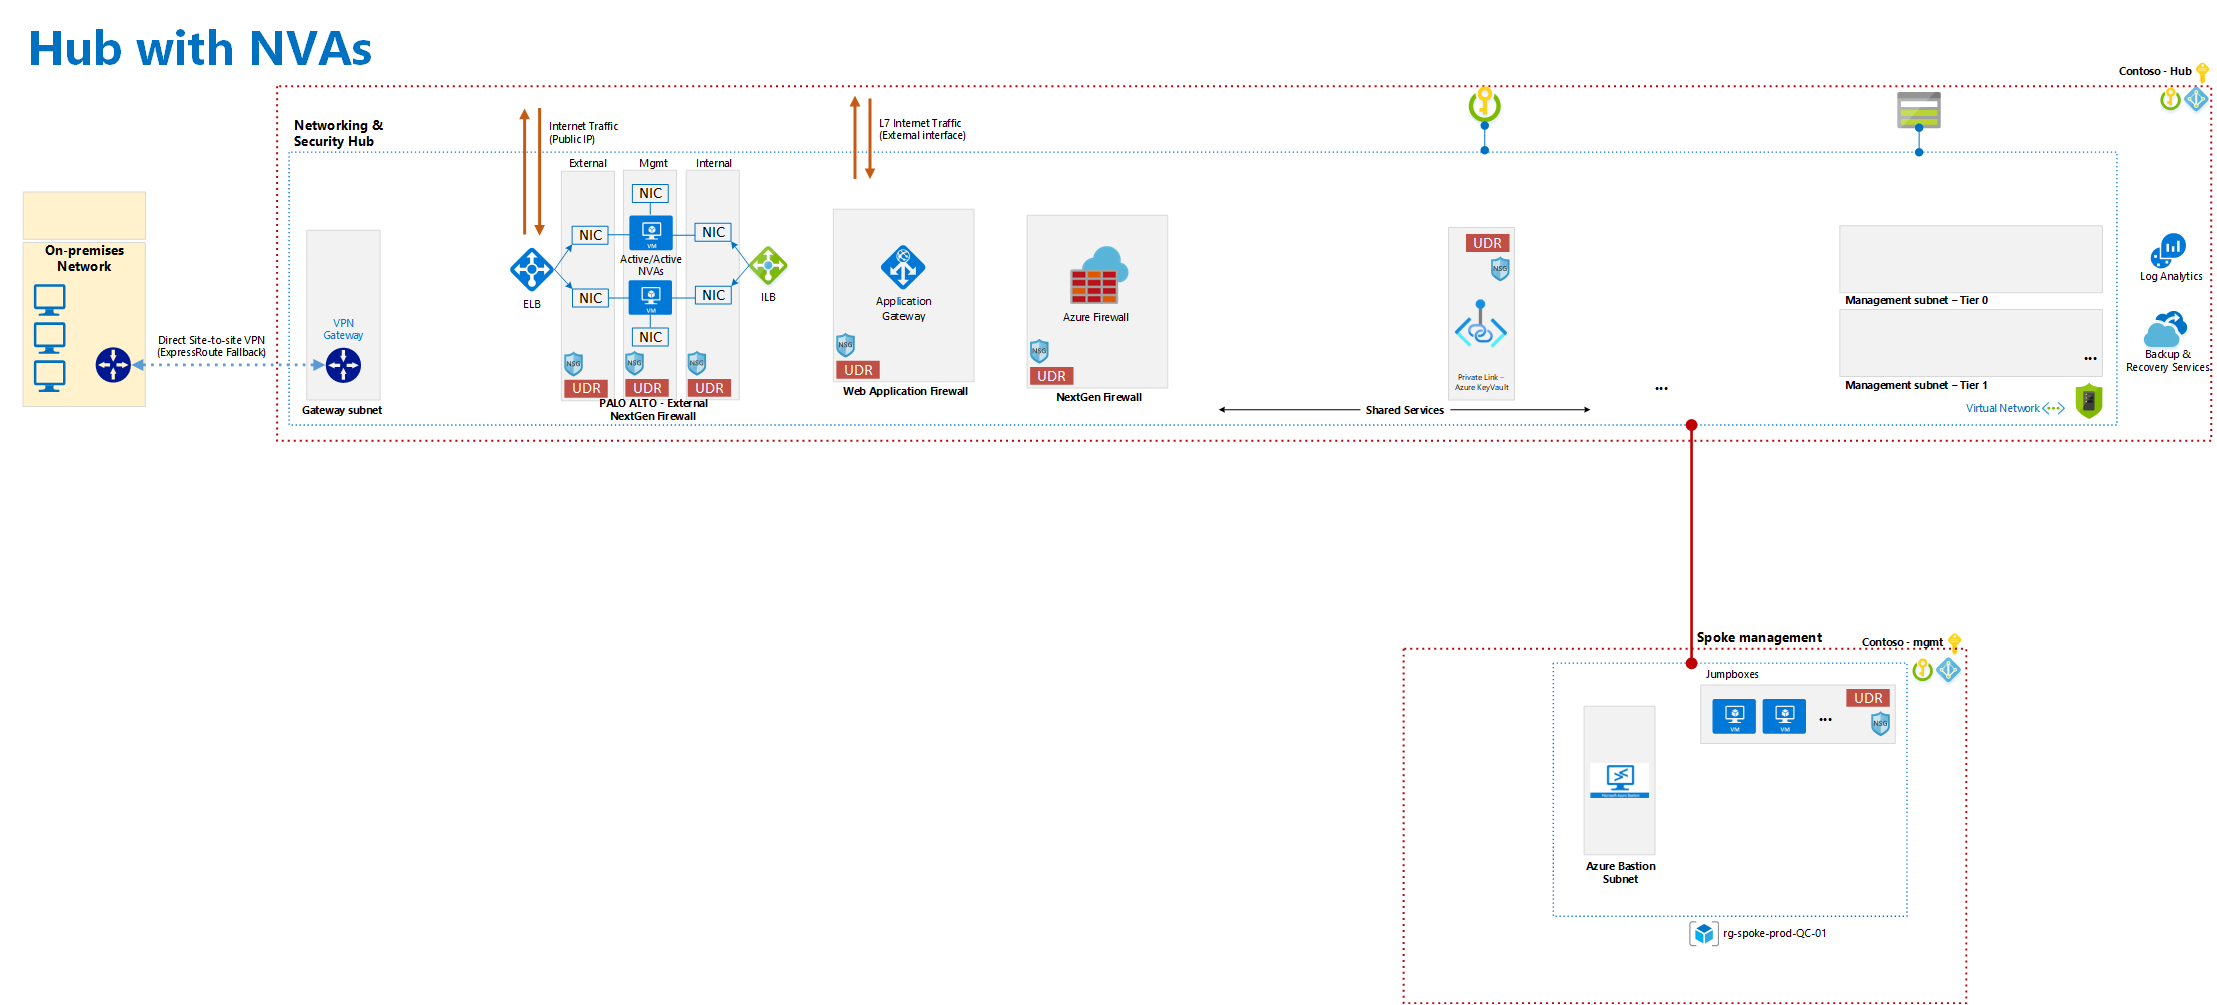 Hub with NVAs
Contoso - Hub
Networking &
Security Hub
Internet Traffic
(Public IP)
L7 Internet Traffic
(External interface)
External
Mgmt
Internal
NIC
NIC
NIC
VM
Active/Active
NVAs
NIC
NIC
VM
NIC
ELB
ILB
NSG
NSG
NSG
UDR
UDR
UDR
PALO ALTO - External
NextGen Firewall
On-premises
Network
Direct Site-to-site VPN
(ExpressRoute Fallback)
VPN
Gateway
Gateway subnet
Application
Gateway
NSG
UDR
Web Application Firewall
Azure Firewall
NSG
UDR
NextGen Firewall
Shared Services
UDR
NSG
Private Link –
Azure KeyVault
...
Management subnet – Tier 0
...
Management subnet – Tier 1
Virtual Network
Log Analytics
Backup &
Recovery Services
Spoke management
Contoso - mgmt
Jumpboxes
VM
VM
...
UDR
NSG
Microsoft Azure Bastion
Azure Bastion
Subnet
rg-spoke-prod-QC-01